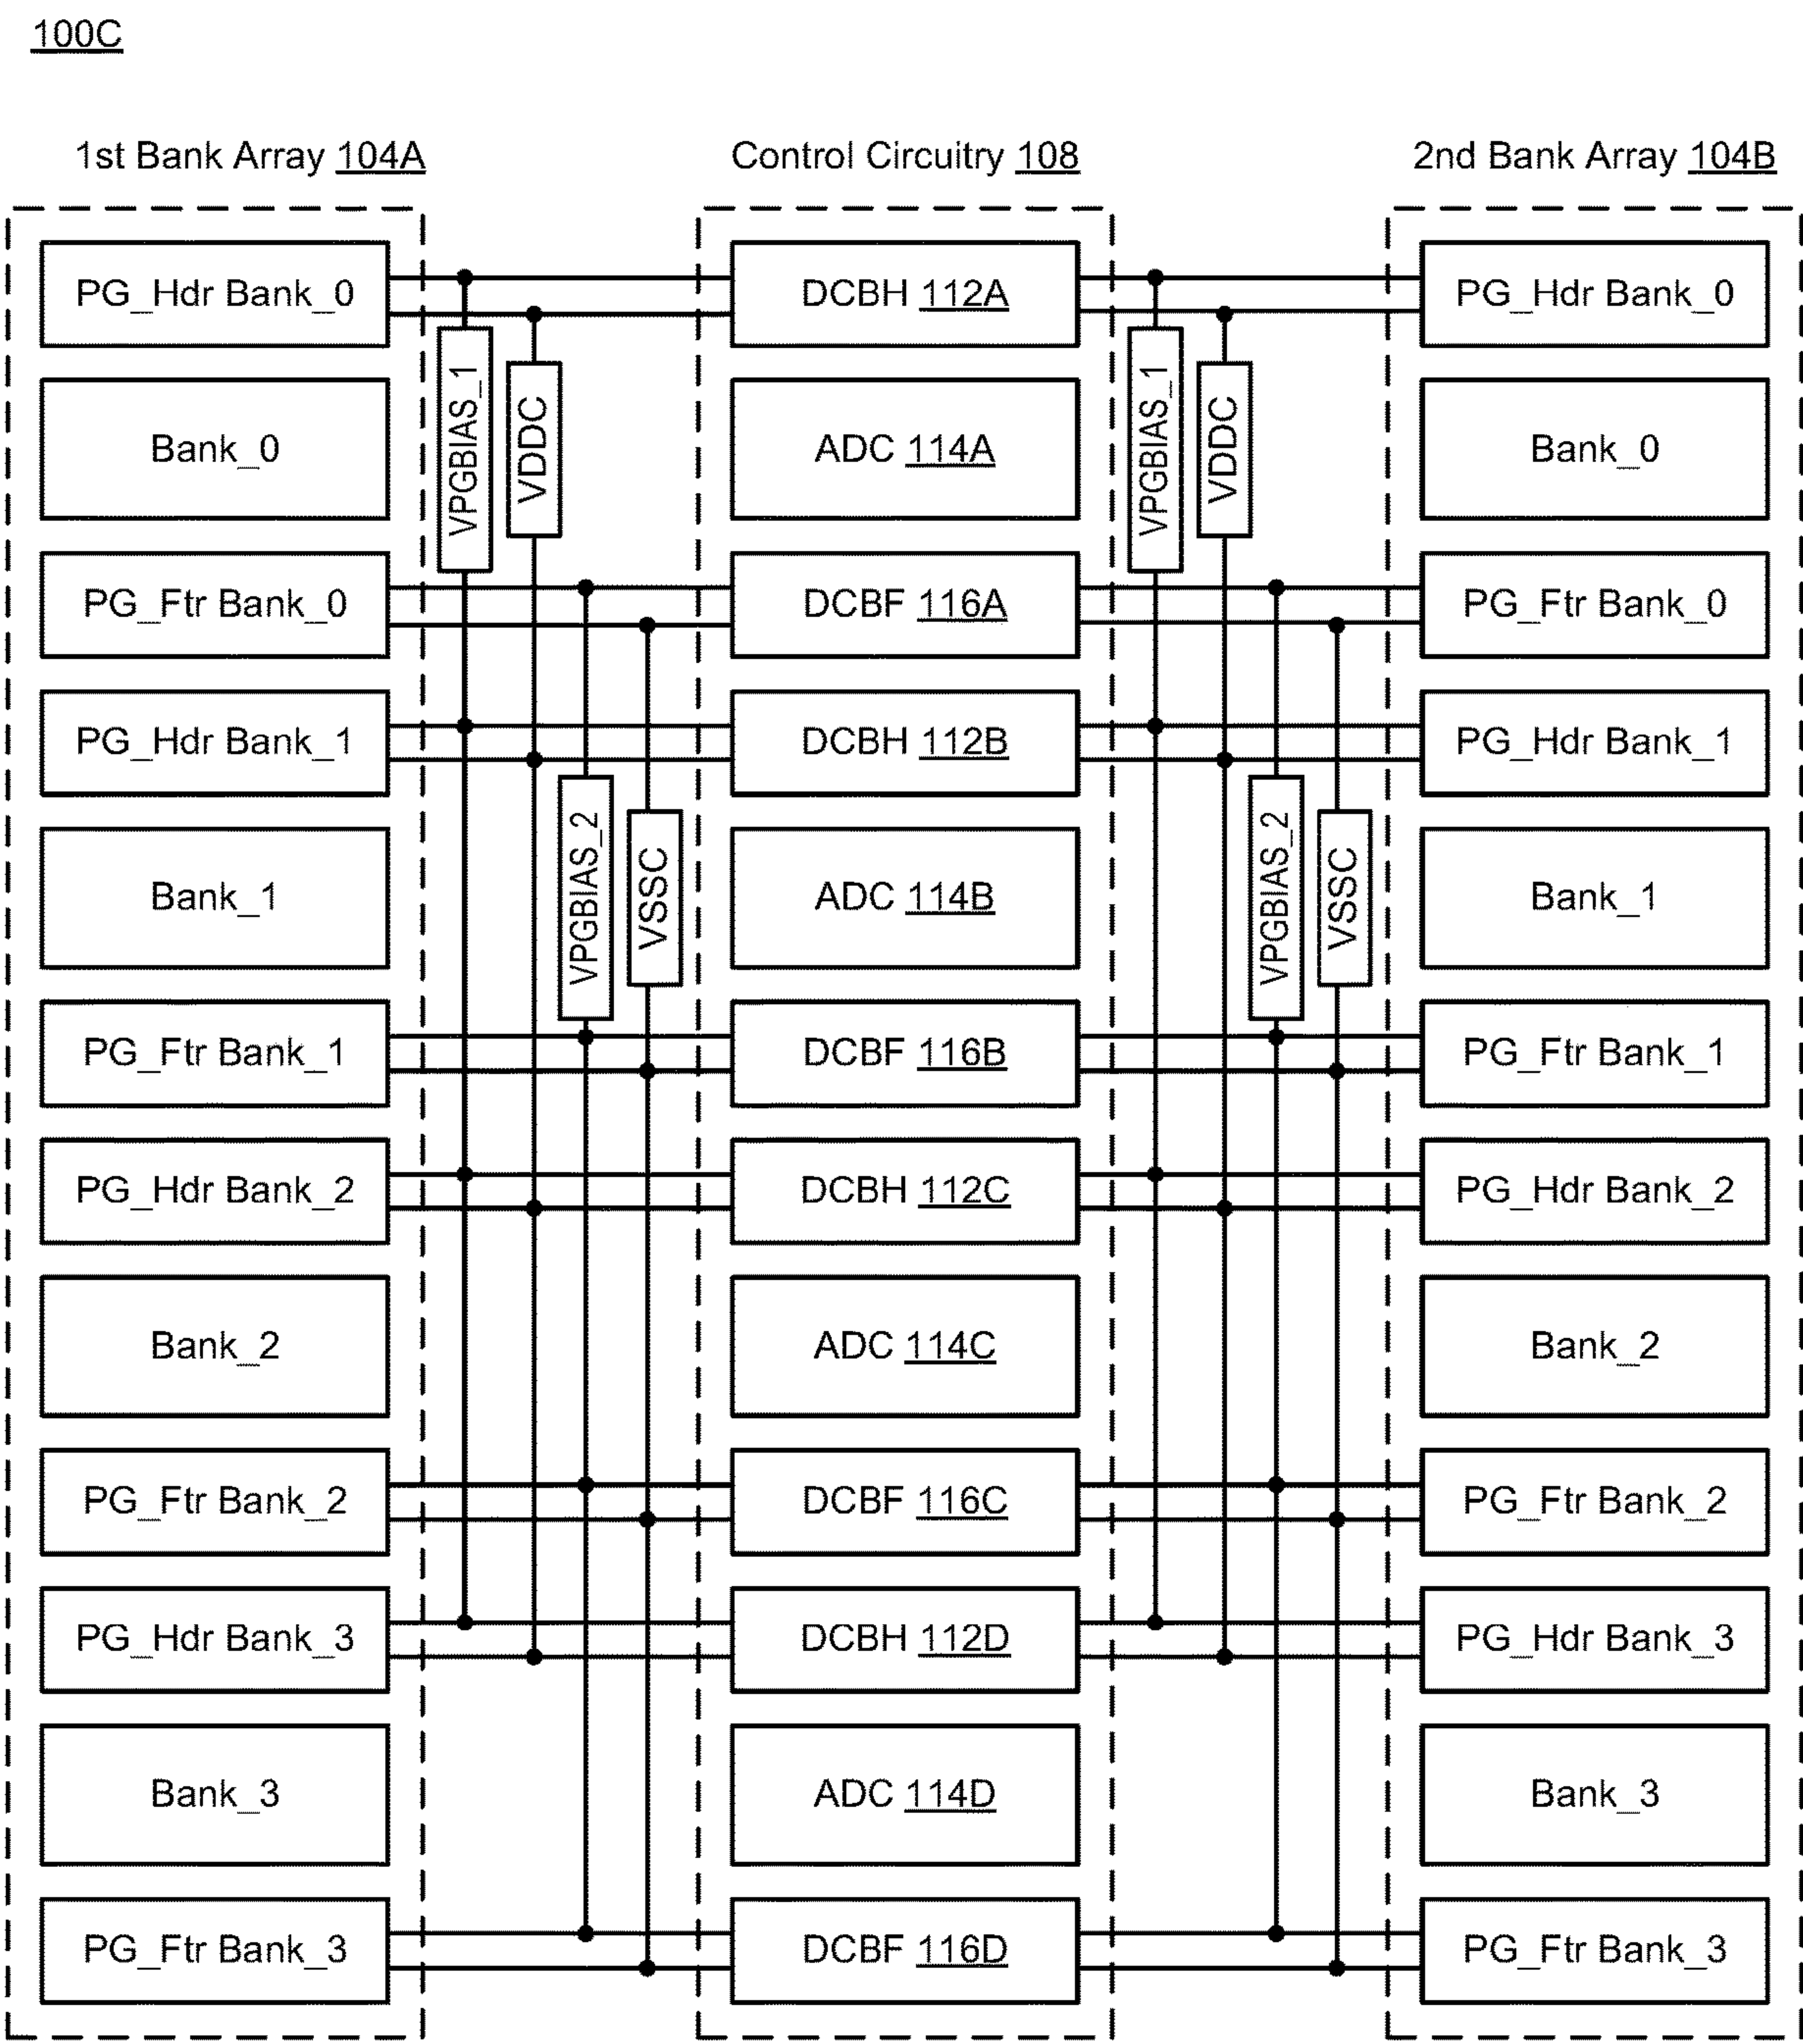 100C
1st Bank Array 104A
Control Circuitry 108
2nd Bank Array 104B
PG_Hdr Bank_0
DCBH 112A
PG_Hdr Bank_0
VPGBIAS_1
VDDC
VPGBIAS_1
VDDC
Bank_0
ADC 114A
Bank_0
PG_Ftr Bank_0
DCBF 116A
PG_Ftr Bank_0
PG_Hdr Bank_1
DCBH 112B
PG_Hdr Bank_1
VPGBIAS_2
VSSC
VPGBIAS_2
VSSC
Bank_1
ADC 114B
Bank_1
PG_Ftr Bank_1
DCBF 116B
PG_Ftr Bank_1
PG_Hdr Bank_2
DCBH 112C
PG_Hdr Bank_2
Bank_2
ADC 114C
Bank_2
PG_Ftr Bank_2
DCBF 116C
PG_Ftr Bank_2
PG_Hdr Bank_3
DCBH 112D
PG_Hdr Bank_3
Bank_3
ADC 114D
Bank_3
PG_Ftr Bank_3
DCBF 116D
PG_Ftr Bank_3